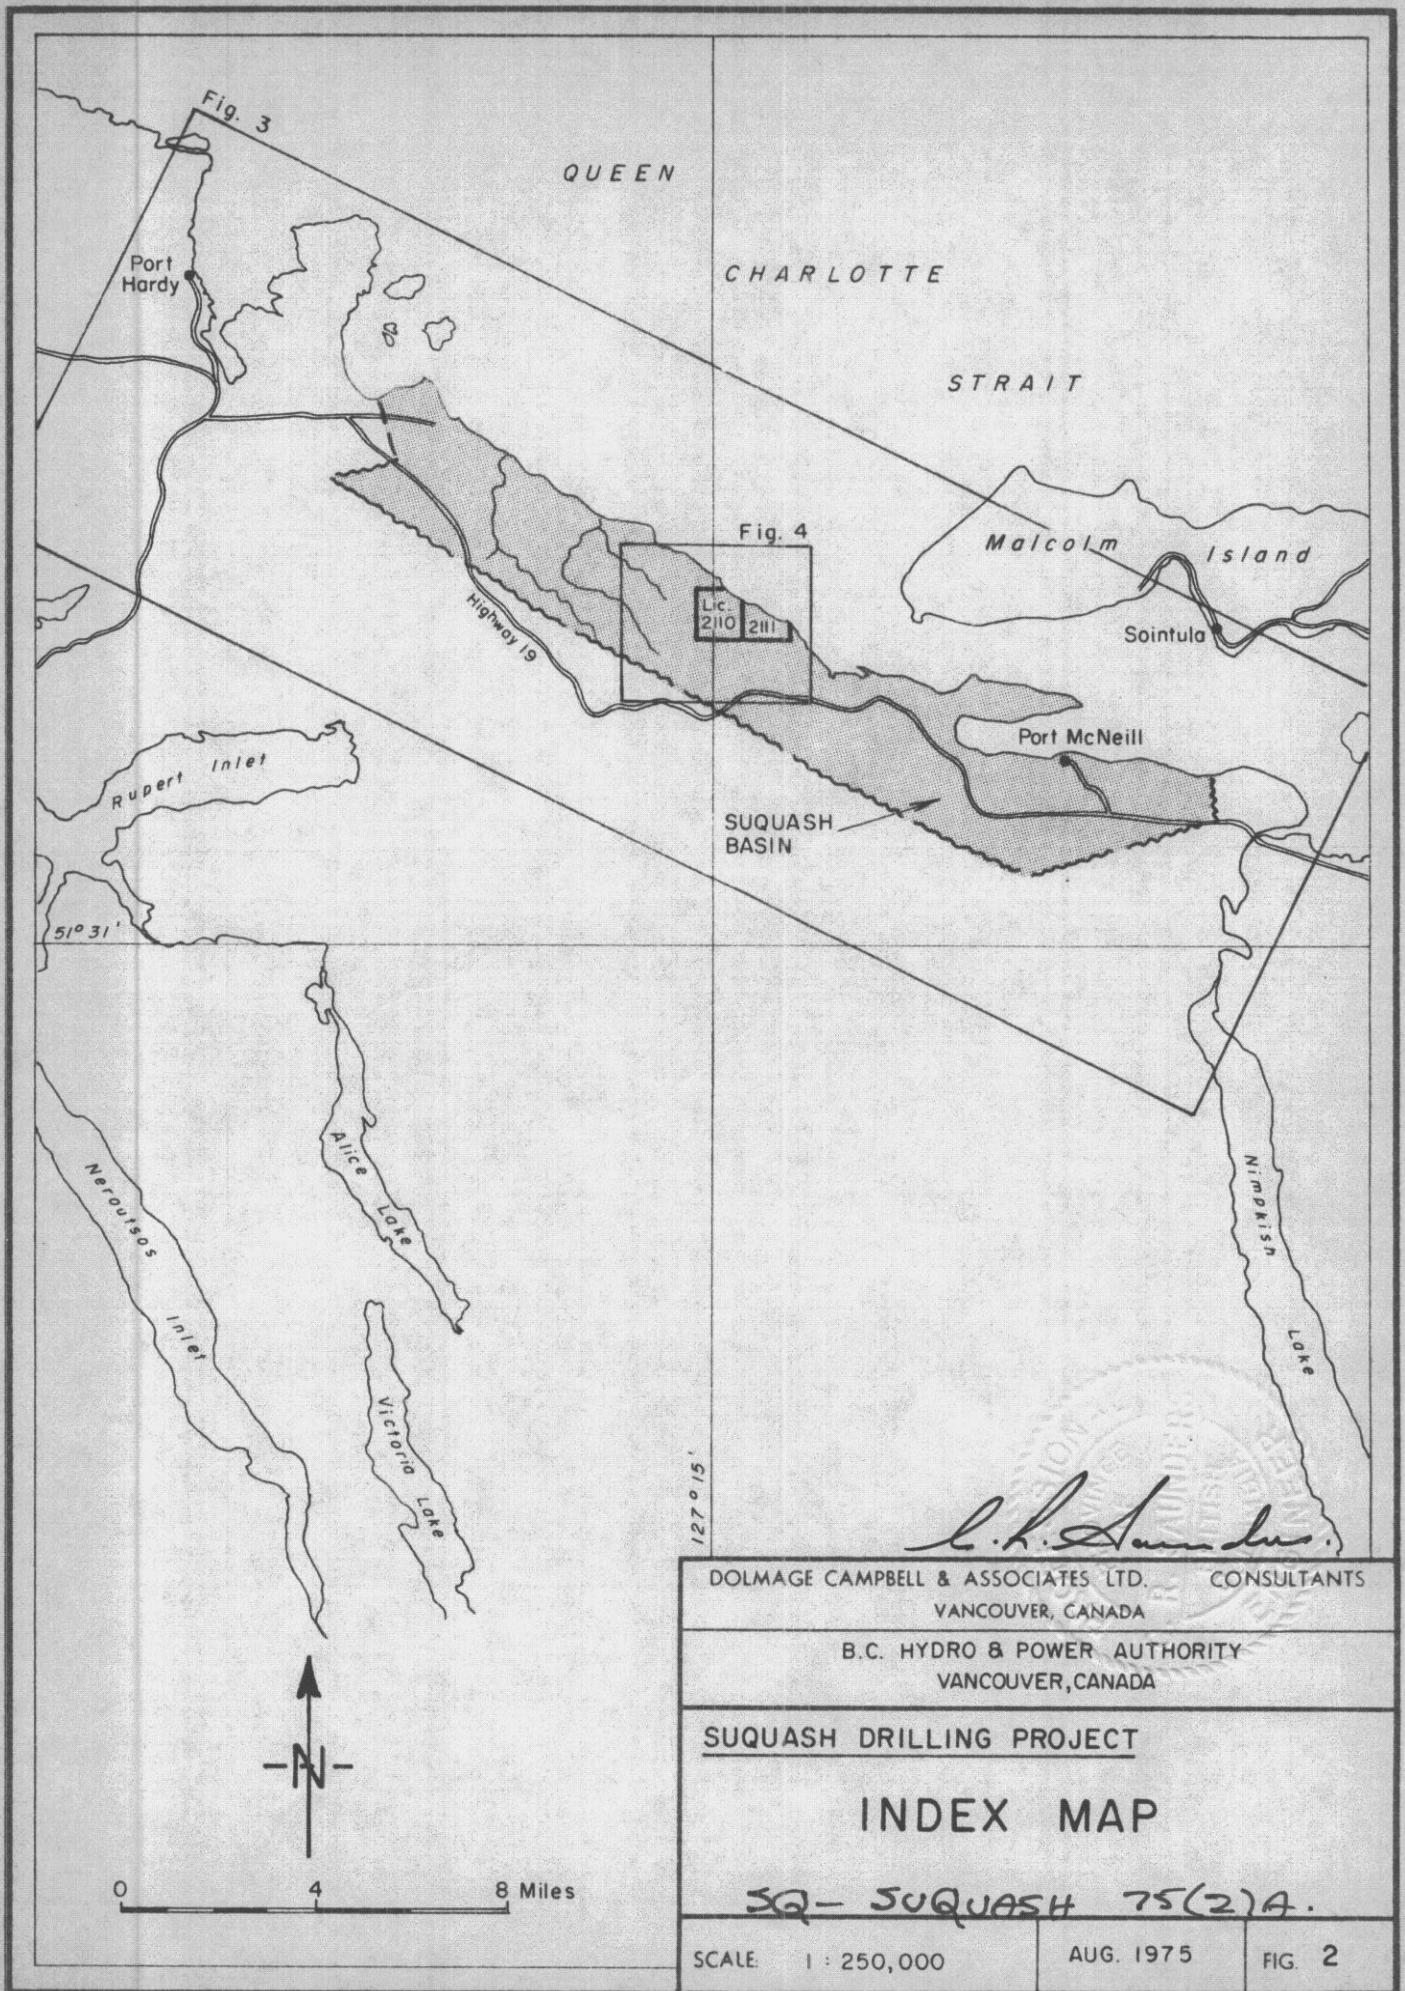 Fig. 3
QUEEN
CHARLOTTE
STRAIT
Port
Hardy
Fig. 4
Malcolm Island
Lic.
2110
2111
Highway 19
Sointula
Port McNeill
Rupert Inlet
SUQUASH
BASIN
51° 31'
Alice Lake
Neroutsos Inlet
Nimpkish Lake
Victoria Lake
127° 15'
C.R. Saunders.
DOLMAGE CAMPBELL & ASSOCIATES LTD. CONSULTANTS
VANCOUVER, CANADA
B.C. HYDRO & POWER AUTHORITY
VANCOUVER, CANADA
SUQUASH DRILLING PROJECT
INDEX MAP
SQ - SUQUASH 75(2)A.
N
0 4 8 Miles
SCALE: 1 : 250,000
AUG. 1975
FIG. 2